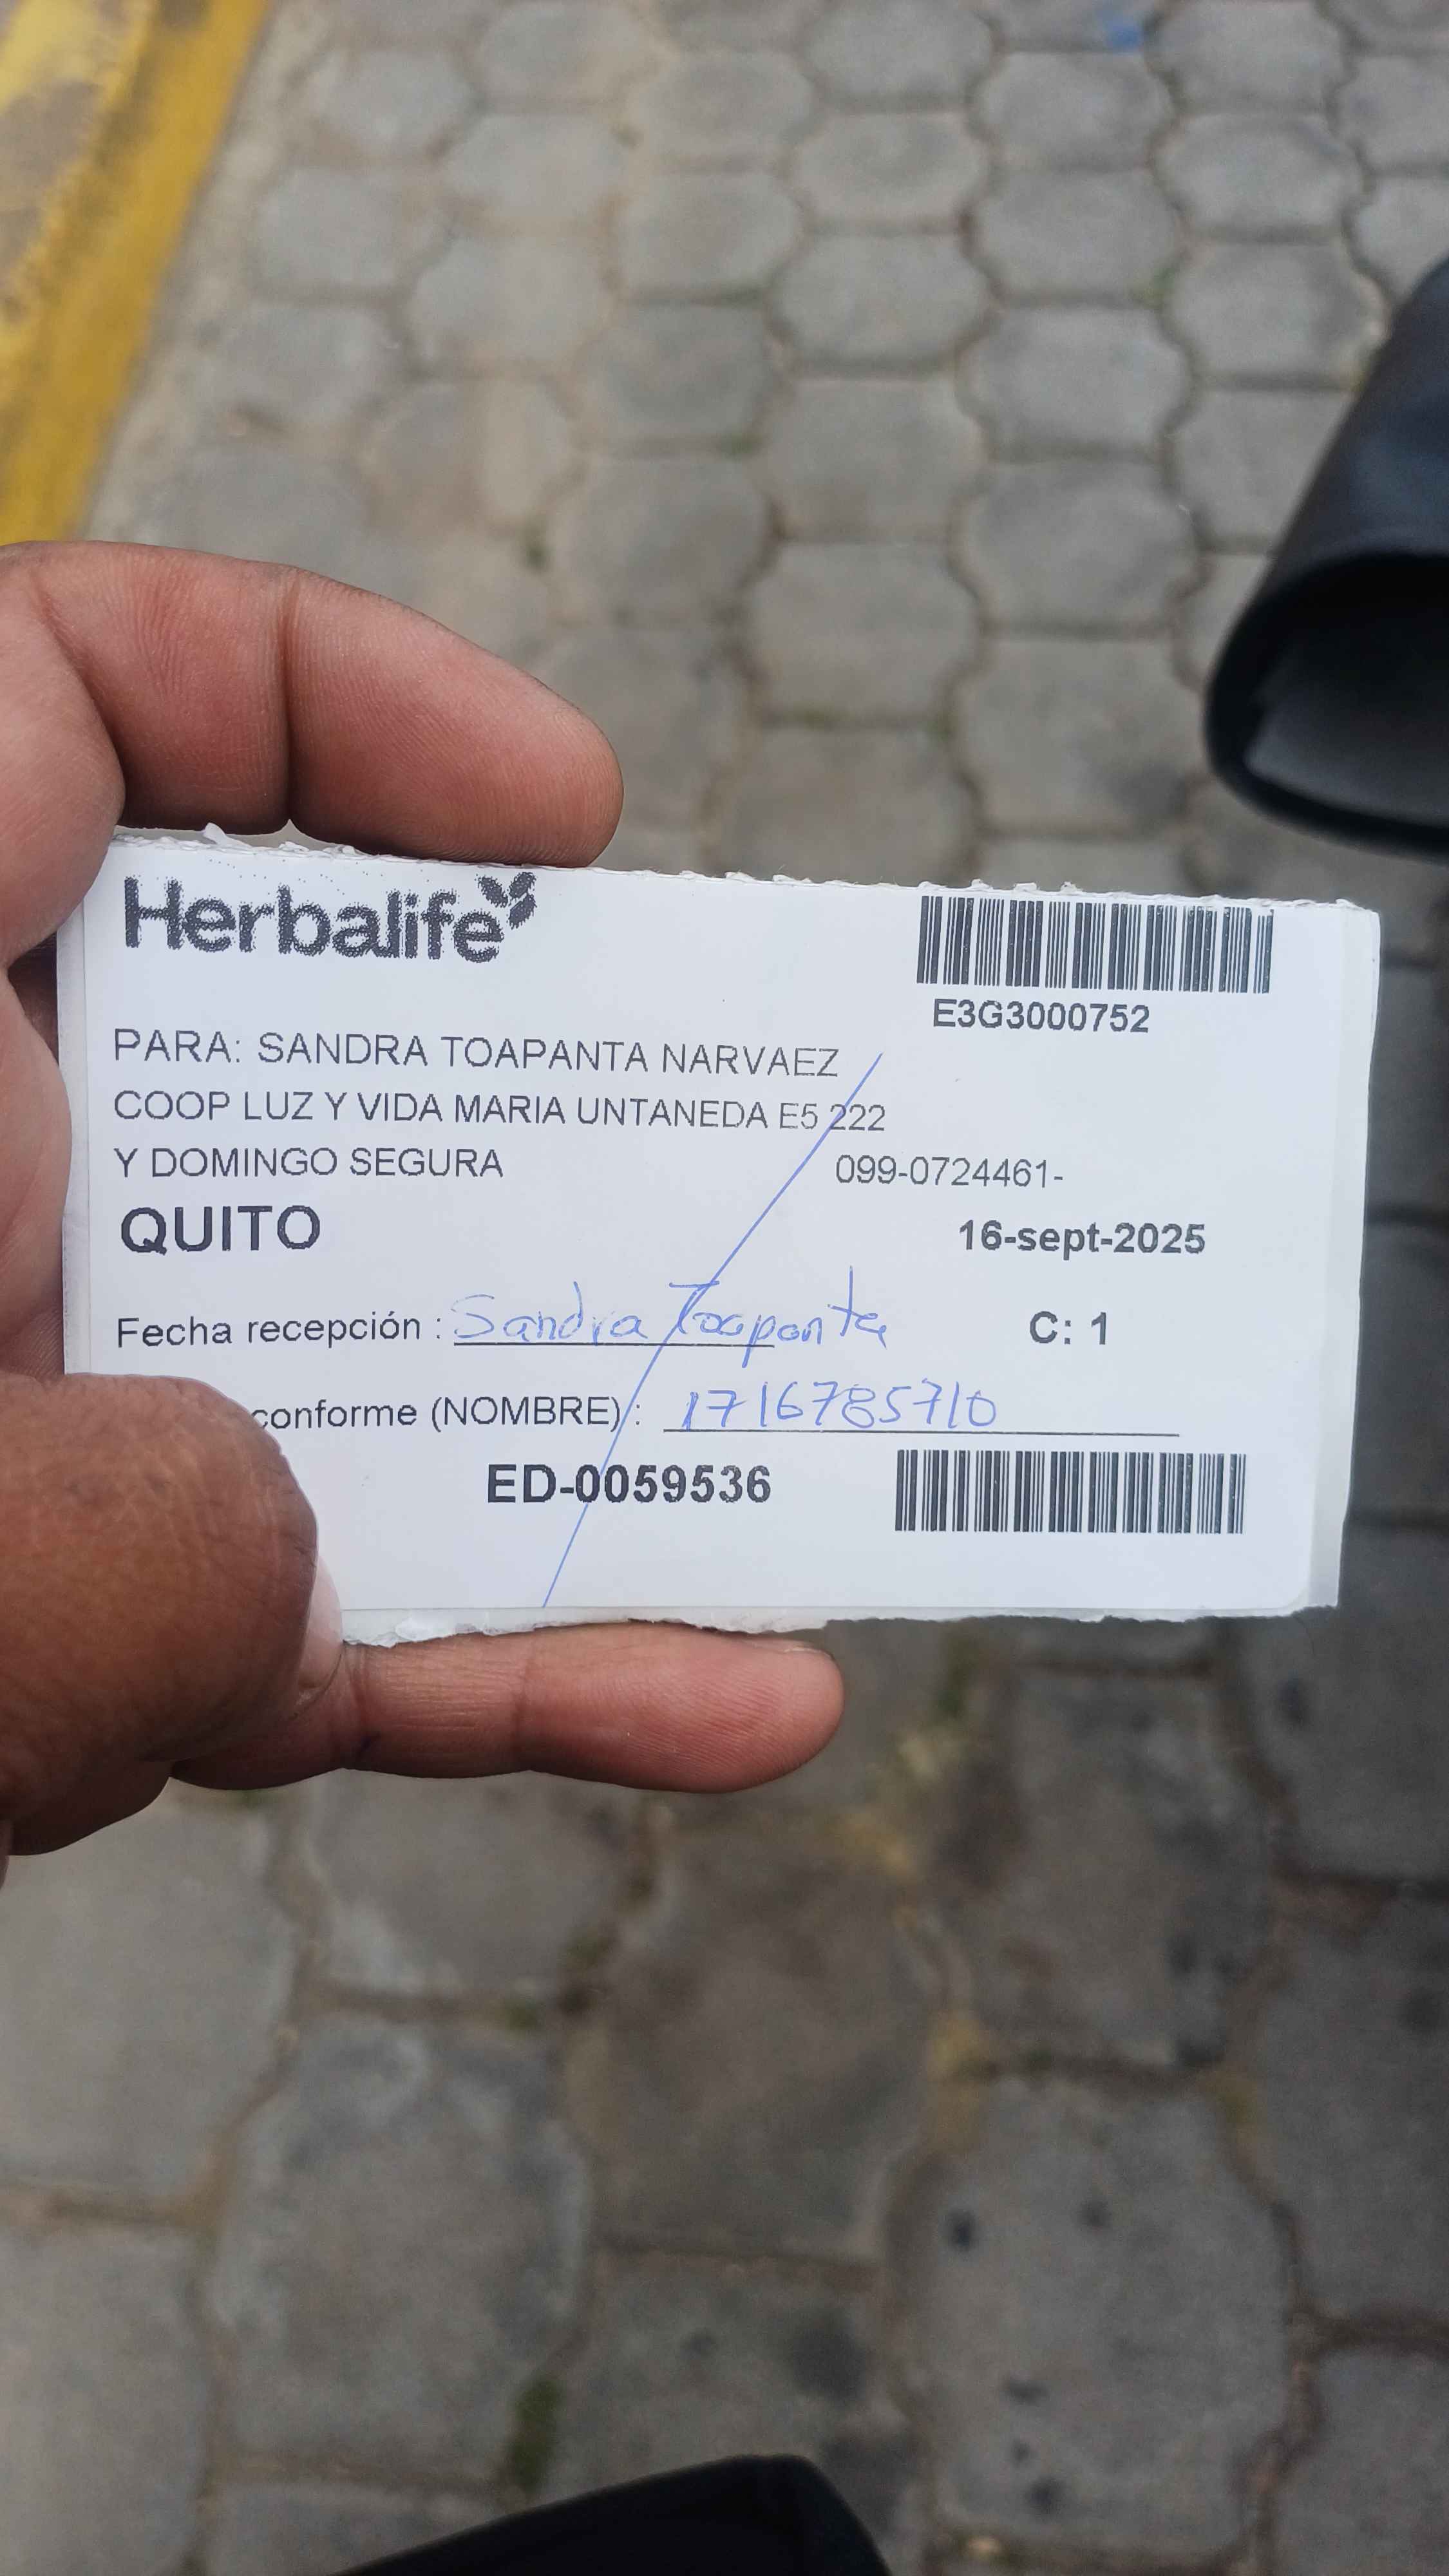 Herbalife
E3G3000752
PARA: SANDRA TOAPANTA NARVAEZ
COOP LUZ Y VIDA MARIA UNTANEDA E5 222
Y DOMINGO SEGURA 099-0724461-
QUITO 16-sept-2025
Fecha recepción : Sandra Toapanta C: 1
conforme (NOMBRE) : 1716785710
ED-0059536